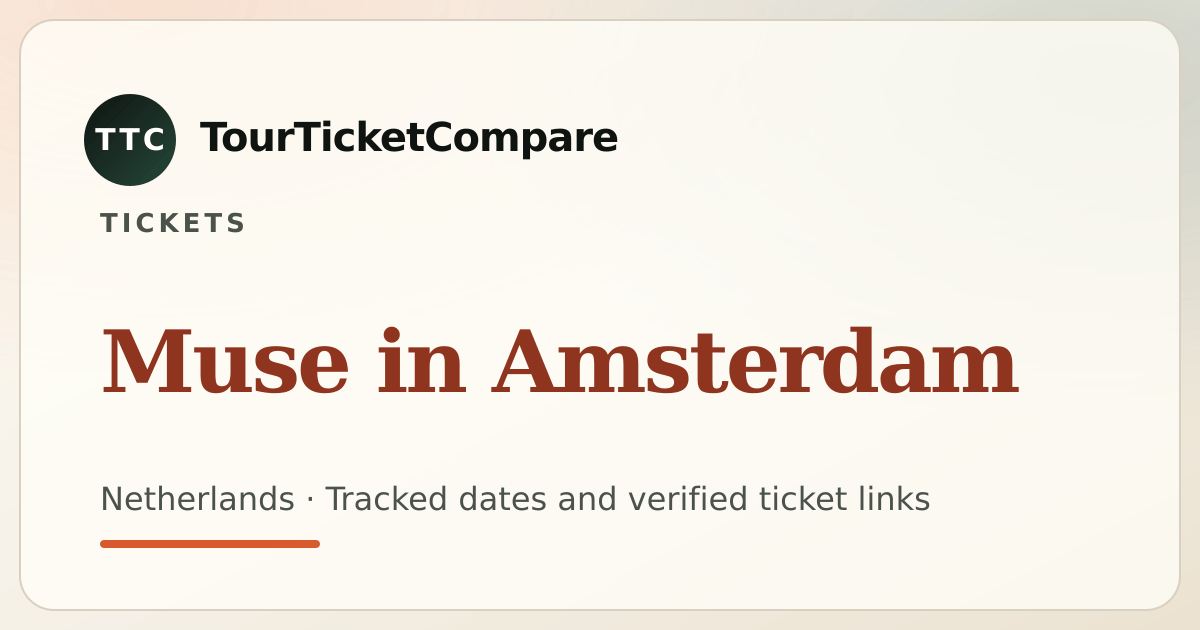 TTC TourTicketCompare
TICKETS
Muse in Amsterdam
Netherlands · Tracked dates and verified ticket links